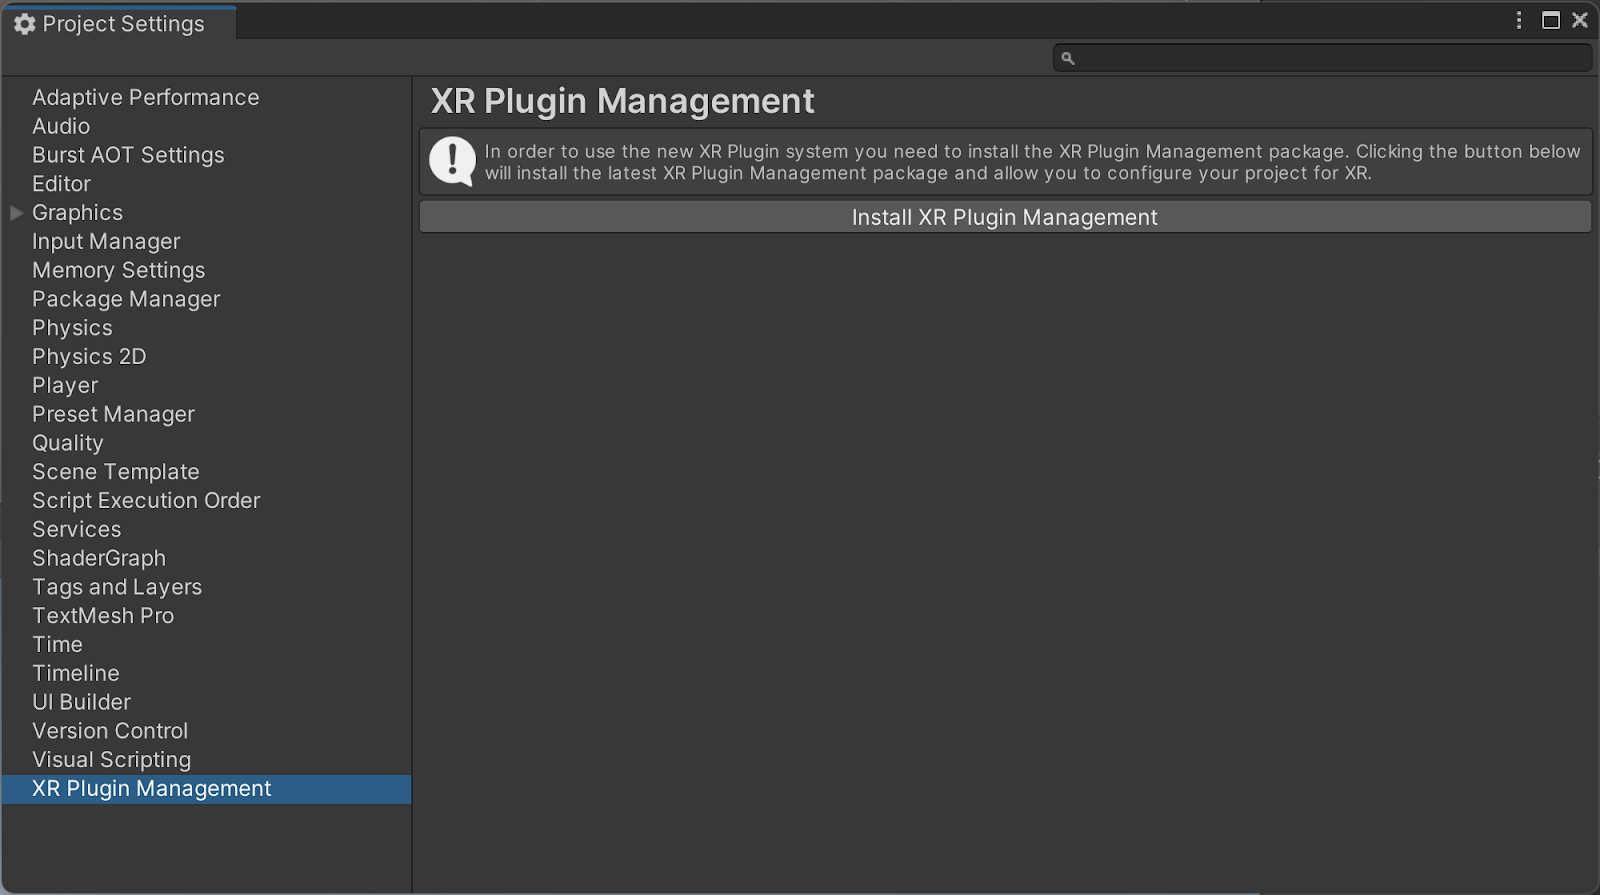 Project Settings
Adaptive Performance
Audio
Burst AOT Settings
Editor
Graphics
Input Manager
Memory Settings
Package Manager
Physics
Physics 2D
Player
Preset Manager
Quality
Scene Template
Script Execution Order
Services
ShaderGraph
Tags and Layers
TextMesh Pro
Time
Timeline
UI Builder
Version Control
Visual Scripting
XR Plugin Management
XR Plugin Management
In order to use the new XR Plugin system you need to install the XR Plugin Management package. Clicking the button below
will install the latest XR Plugin Management package and allow you to configure your project for XR.
Install XR Plugin Management